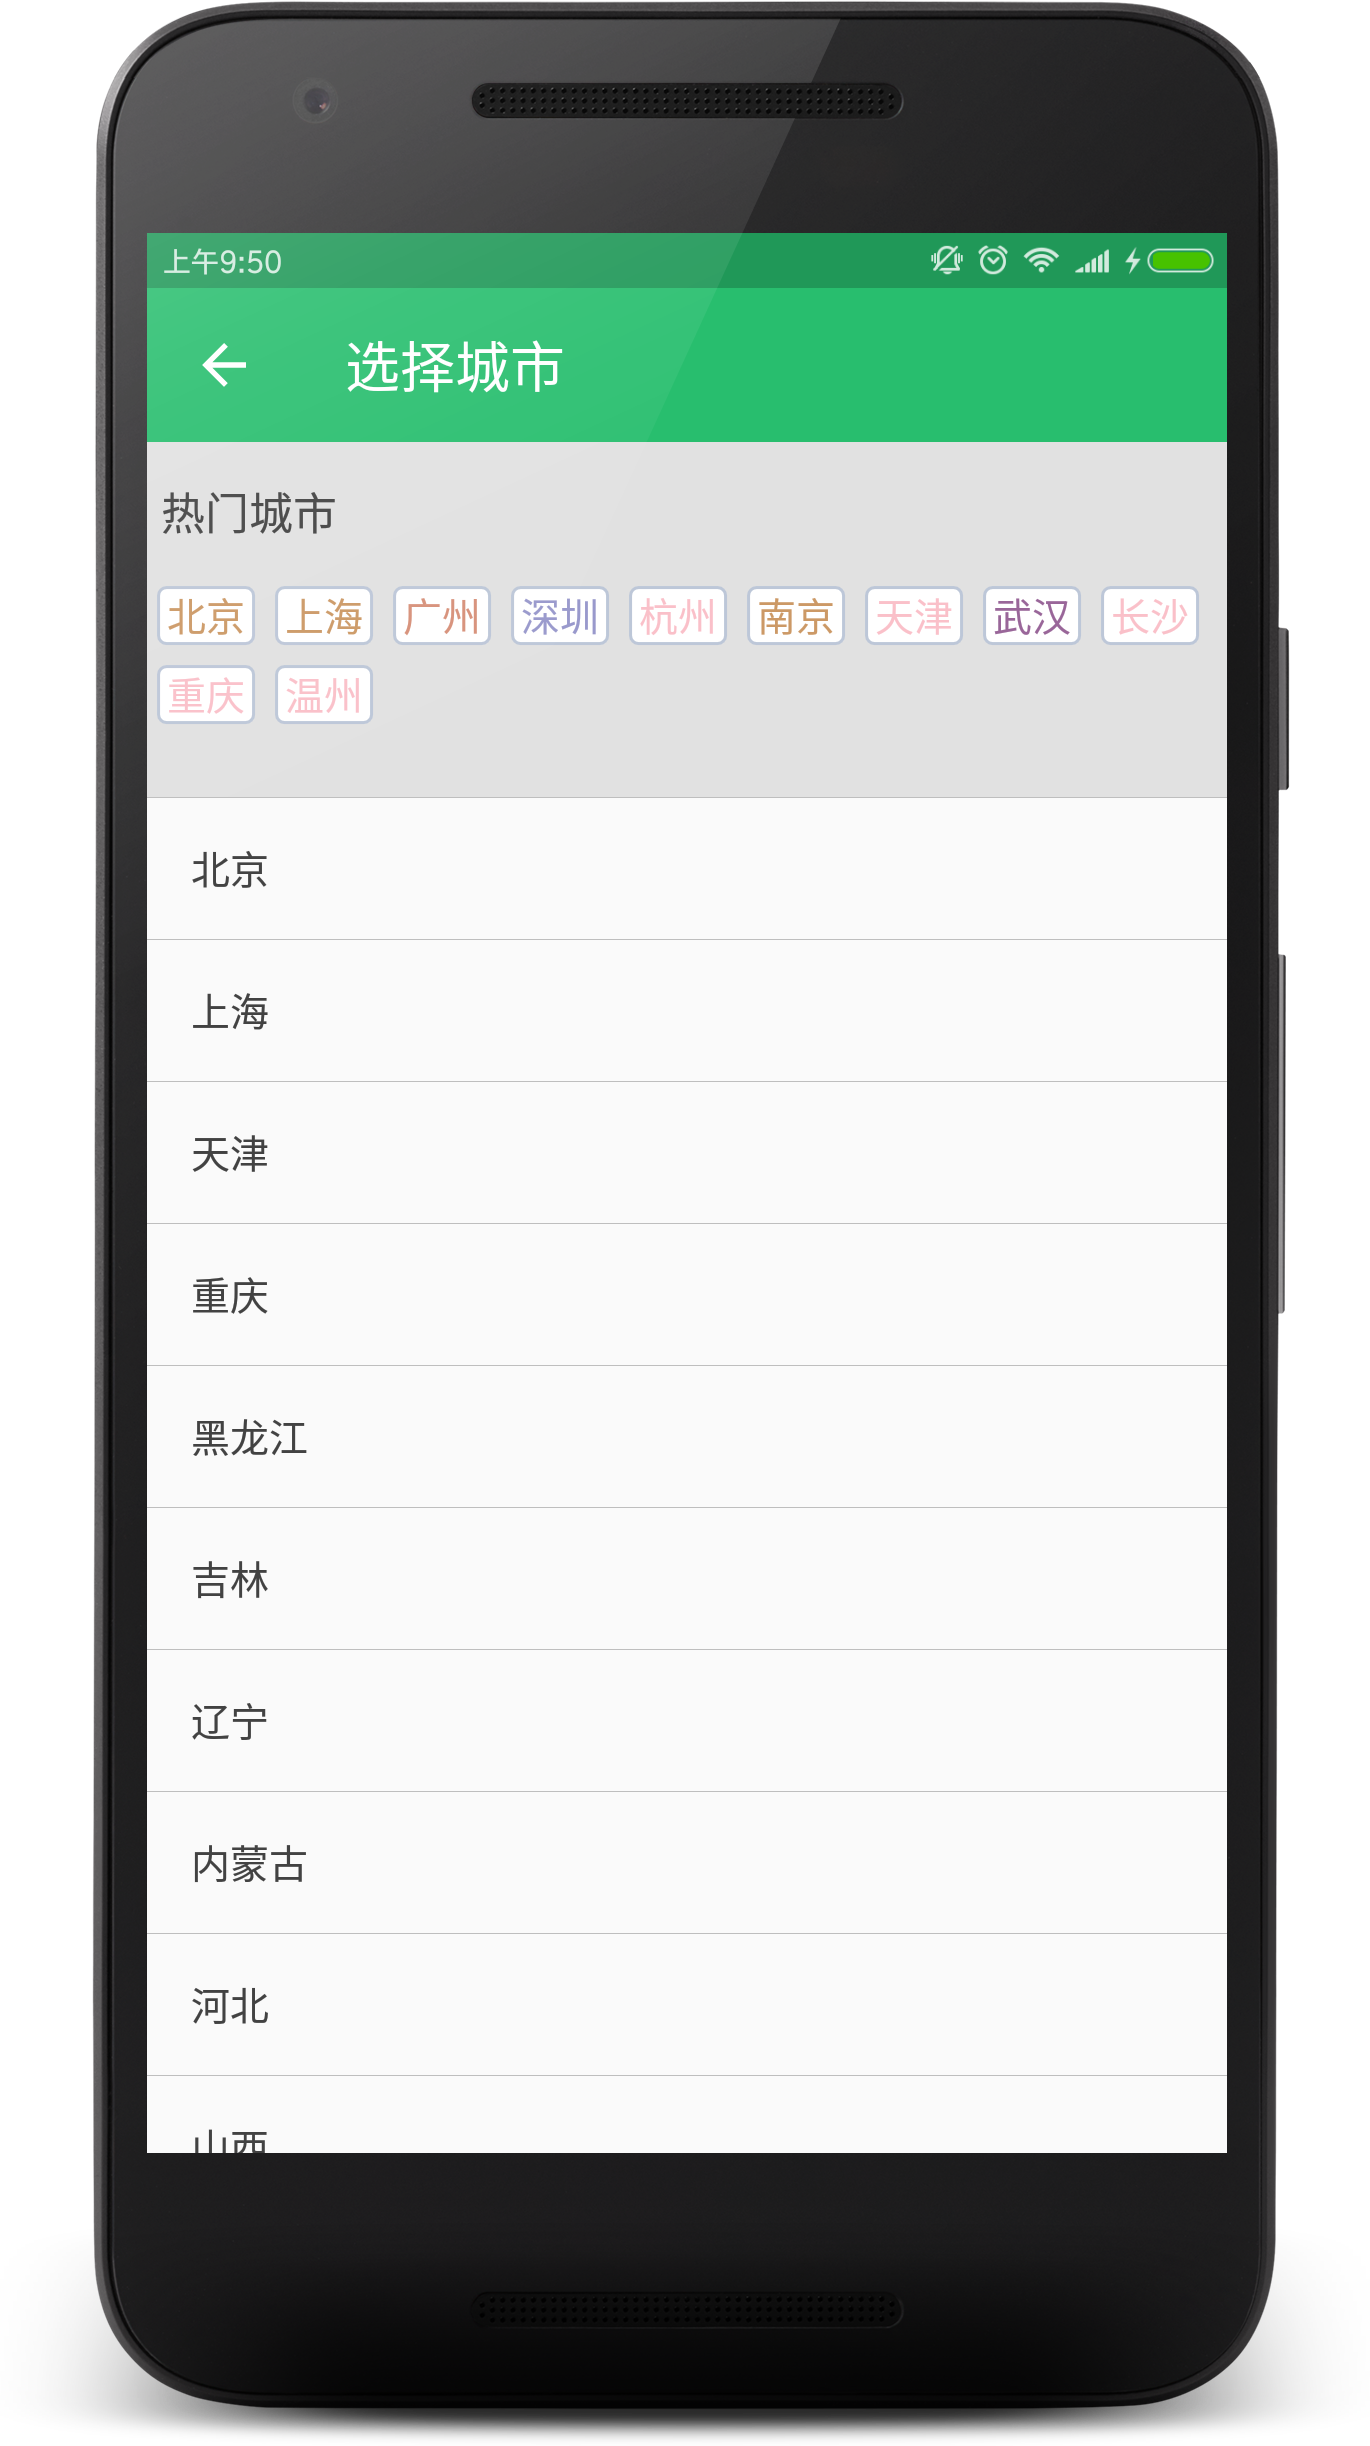 上午9:50
选择城市
热门城市
北京 上海 广州 深圳 杭州 南京 天津 武汉 长沙
重庆 温州
北京
上海
天津
重庆
黑龙江
吉林
辽宁
内蒙古
河北
山西